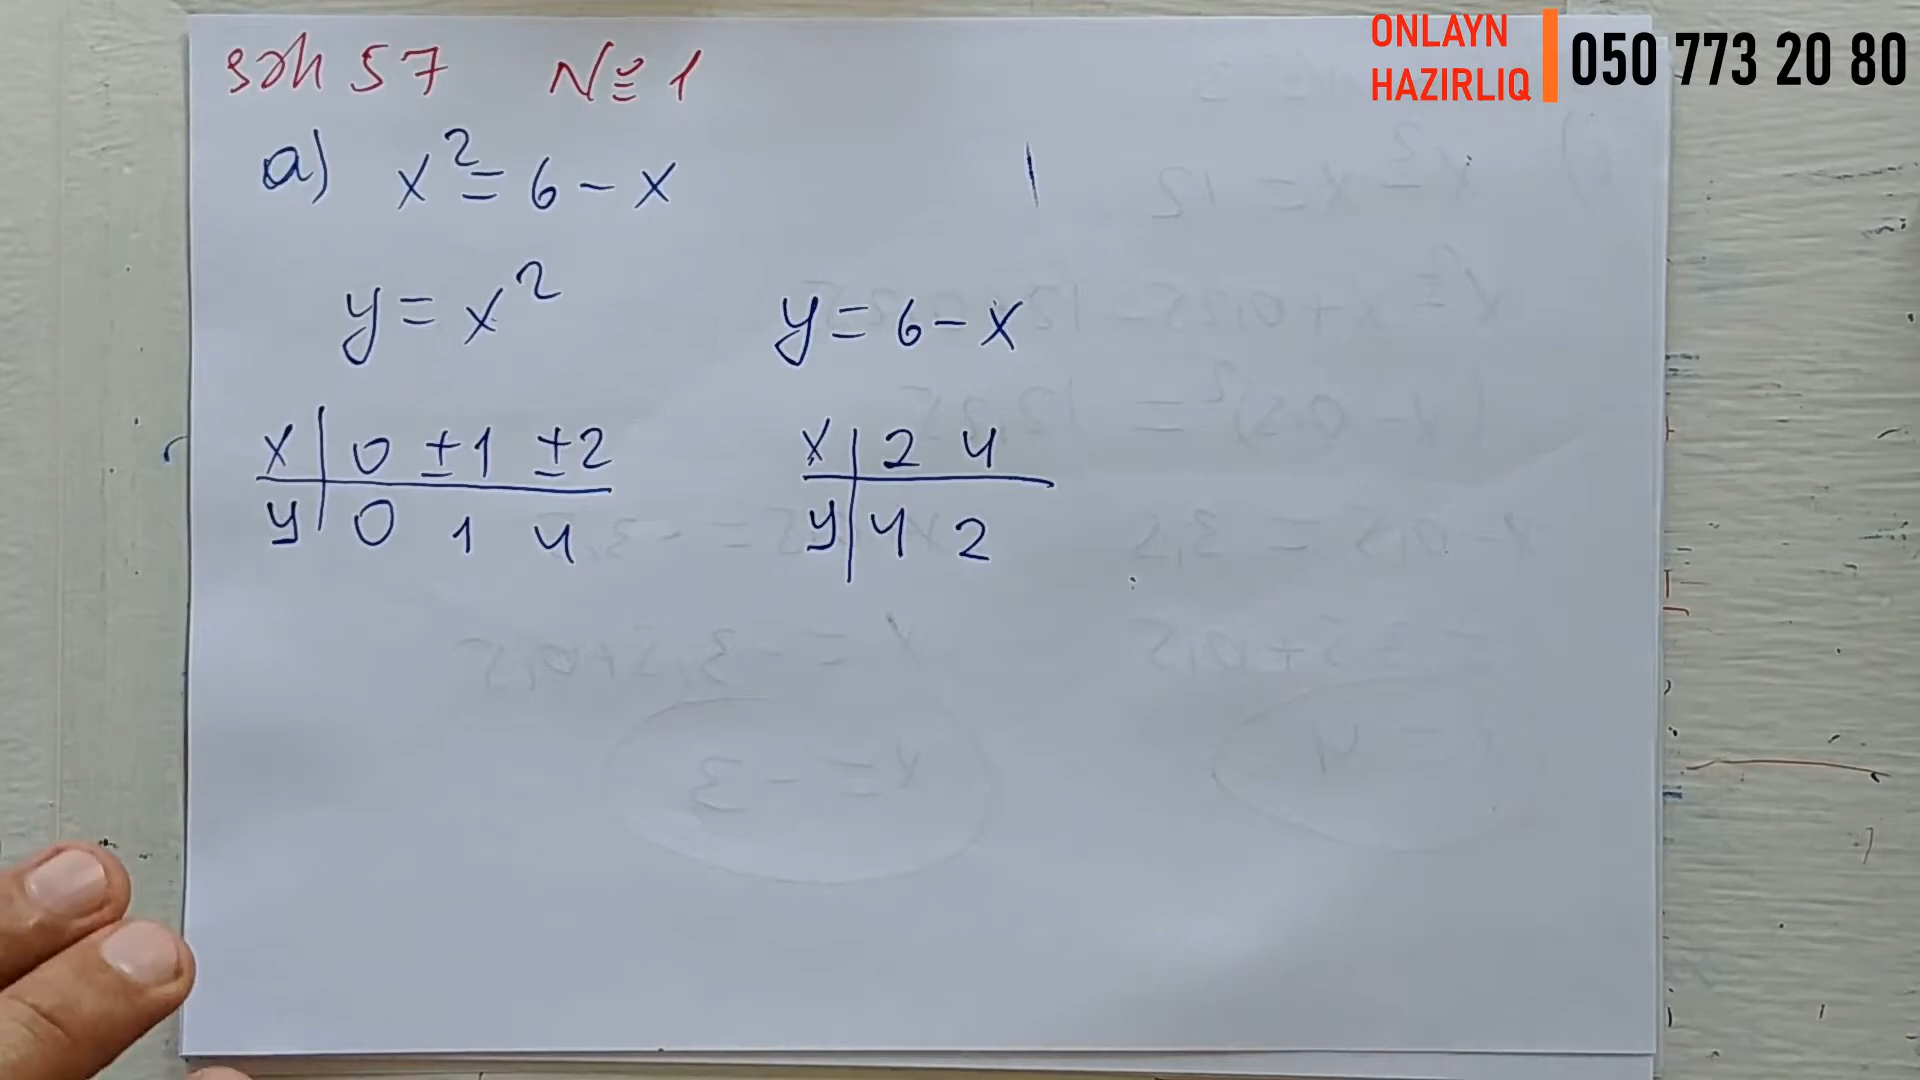 ONLAYN
HAZIRLIQ
050 773 20 80
səh 57 № 1
a) x² = 6 - x
y = x²
y = 6 - x
x | 0 ±1 ±2
y | 0 1 4
x | 2 4
y | 4 2